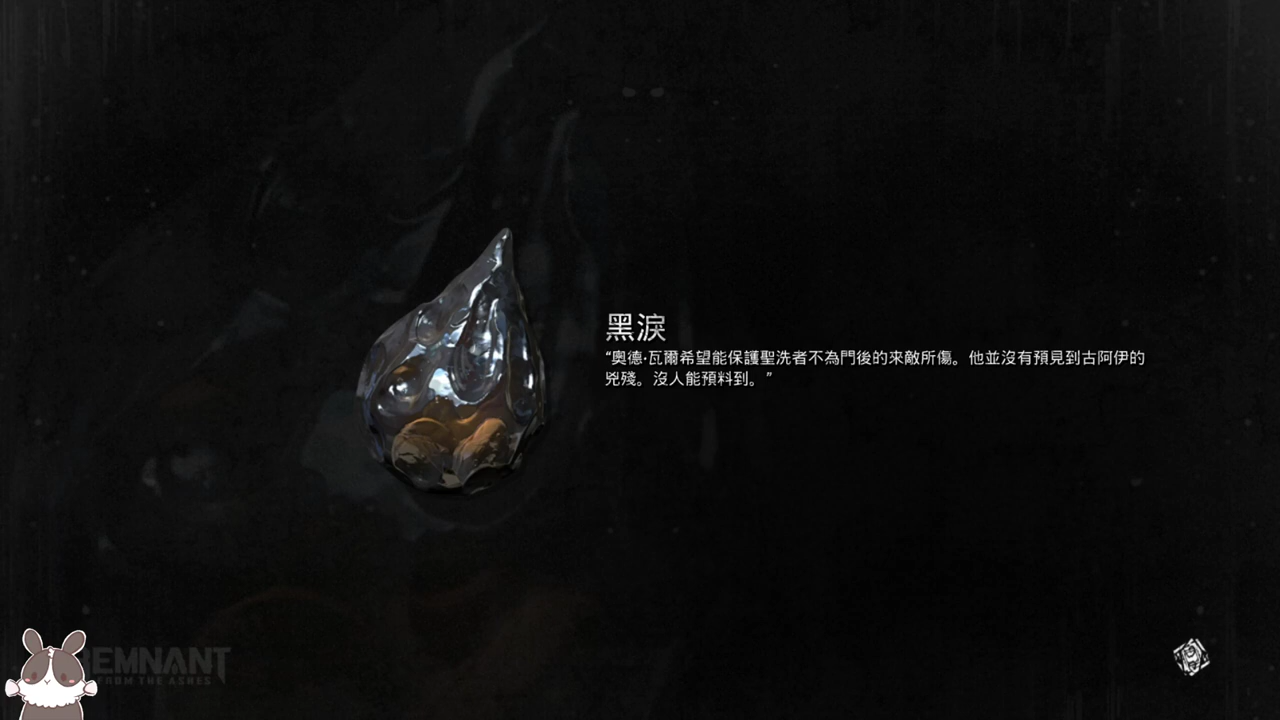 黑淚
“奧德·瓦爾希望能保護聖洗者不為門後的來敵所傷。他並沒有預見到古阿伊的
兇殘。沒人能預料到。”
REMNANT
FROM THE ASHES